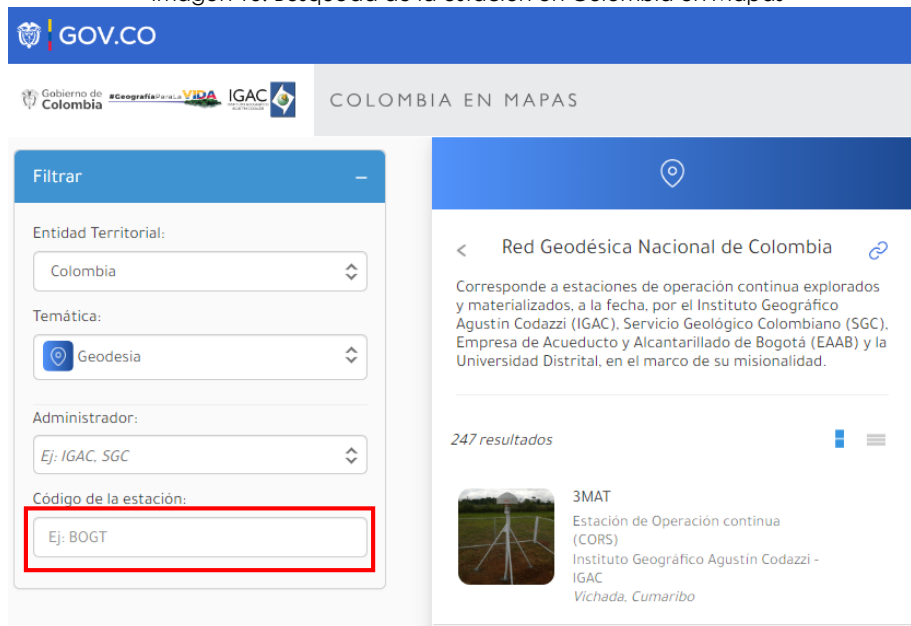 GOV.CO
Gobierno de
Colombia
#GeografíaParaLaVIDA
IGAC
COLOMBIA EN MAPAS
Filtrar
Entidad Territorial:
Colombia
Temática:
Geodesia
Administrador:
Ej: IGAC, SGC
Código de la estación:
Ej: BOGT
< Red Geodésica Nacional de Colombia
Corresponde a estaciones de operación continua explorados
y materializados, a la fecha, por el Instituto Geográfico
Agustín Codazzi (IGAC), Servicio Geológico Colombiano (SGC),
Empresa de Acueducto y Alcantarillado de Bogotá (EAAB) y la
Universidad Distrital, en el marco de su misionalidad.
247 resultados
3MAT
Estación de Operación continua
(CORS)
Instituto Geográfico Agustín Codazzi -
IGAC
Vichada, Cumaribo